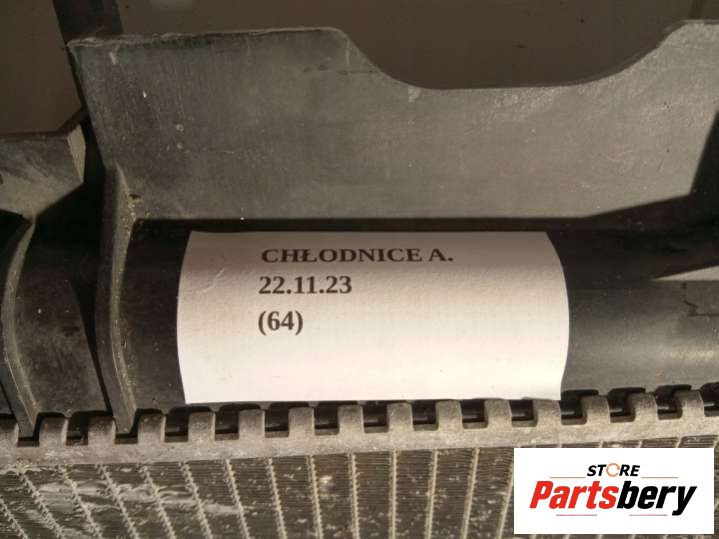 CHŁODNICE A.
22.11.23
(64)
STORE
Partsbery